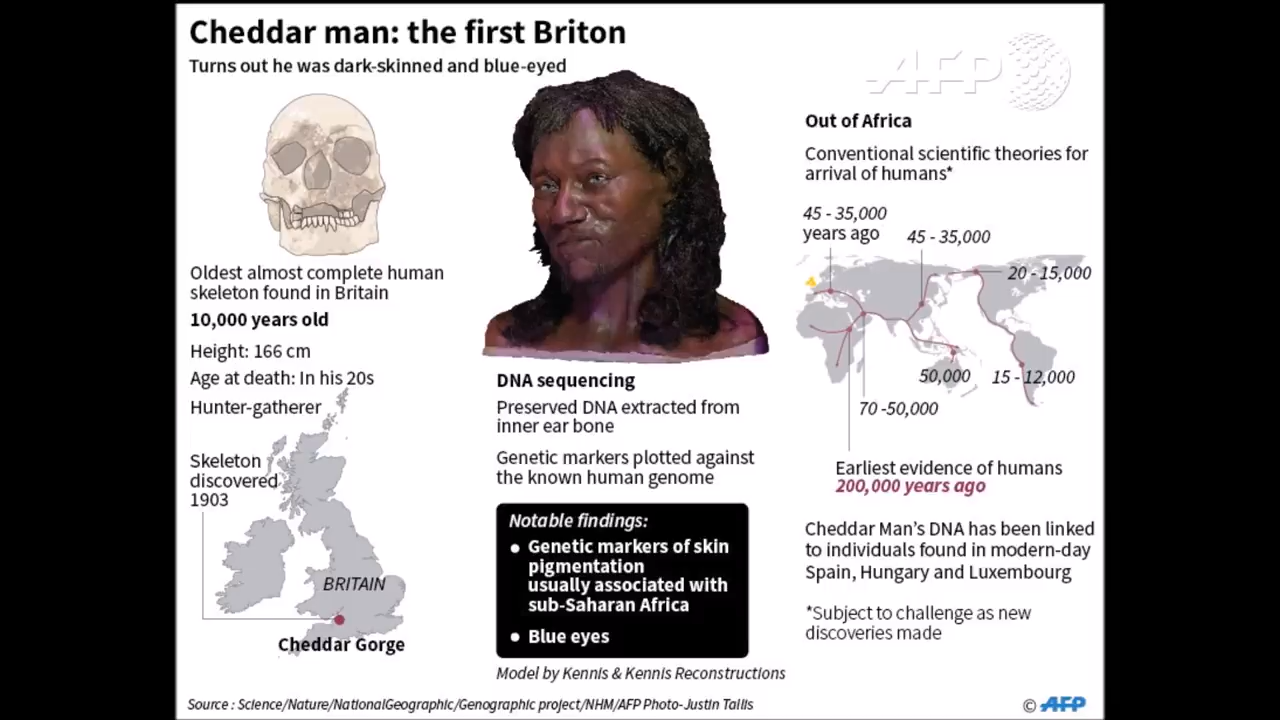 Cheddar man: the first Briton
Turns out he was dark-skinned and blue-eyed
Oldest almost complete human
skeleton found in Britain
10,000 years old
Height: 166 cm
Age at death: In his 20s
Hunter-gatherer
Skeleton
discovered
1903
BRITAIN
Cheddar Gorge
DNA sequencing
Preserved DNA extracted from
inner ear bone
Genetic markers plotted against
the known human genome
Notable findings:
• Genetic markers of skin
pigmentation
usually associated with
sub-Saharan Africa
• Blue eyes
Model by Kennis & Kennis Reconstructions
AFP
Out of Africa
Conventional scientific theories for
arrival of humans*
45 - 35,000
years ago
45 - 35,000
20 - 15,000
50,000
15 - 12,000
70 -50,000
Earliest evidence of humans
200,000 years ago
Cheddar Man’s DNA has been linked
to individuals found in modern-day
Spain, Hungary and Luxembourg
*Subject to challenge as new
discoveries made
Source : Science/Nature/NationalGeographic/Genographic project/NHM/AFP Photo-Justin Tallis
© AFP